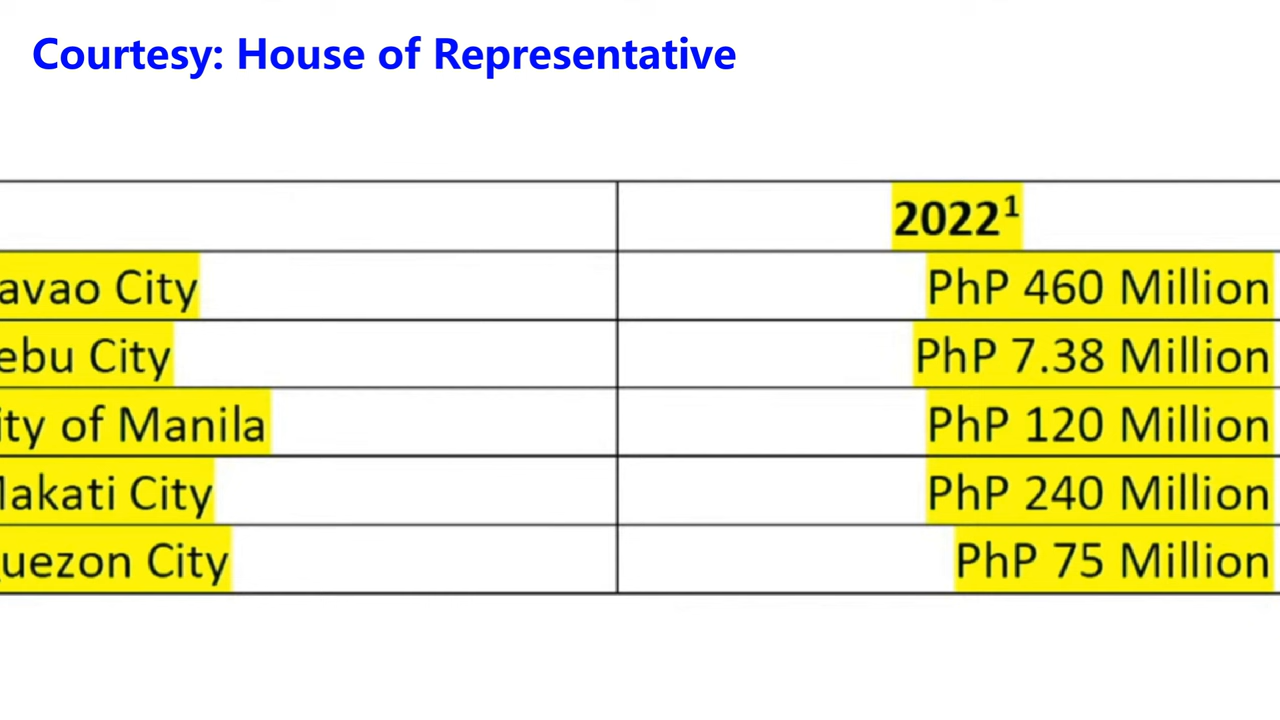 Courtesy: House of Representative
2022¹
avao City PhP 460 Million
ebu City PhP 7.38 Million
ity of Manila PhP 120 Million
Makati City PhP 240 Million
uezon City PhP 75 Million